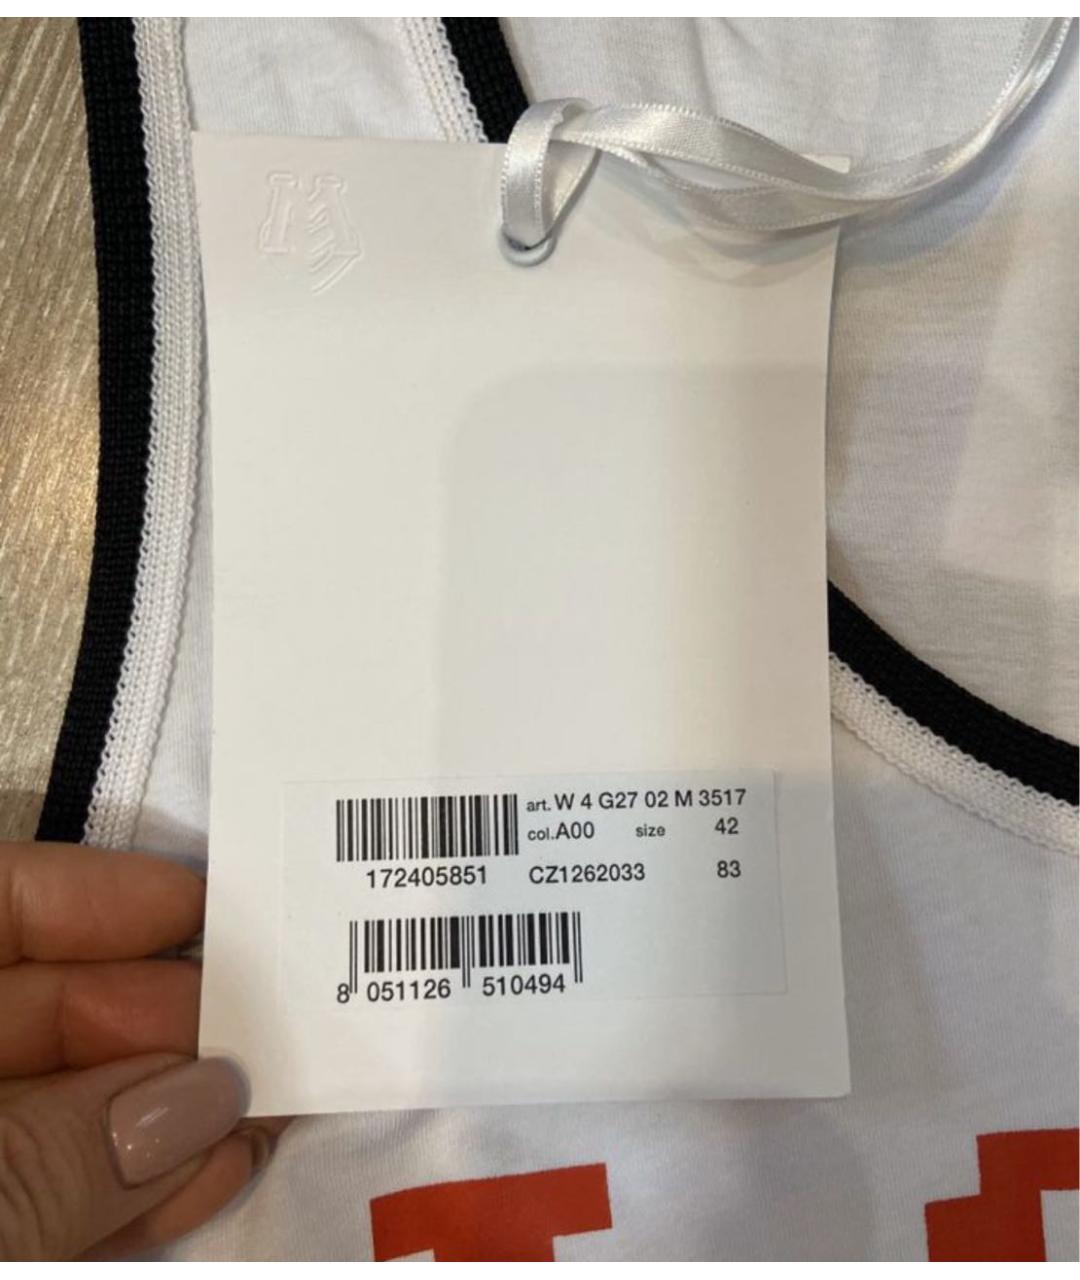 art. W 4 G27 02 M 3517
col.A00 size 42
172405851 CZ1262033 83
8 051126 510494